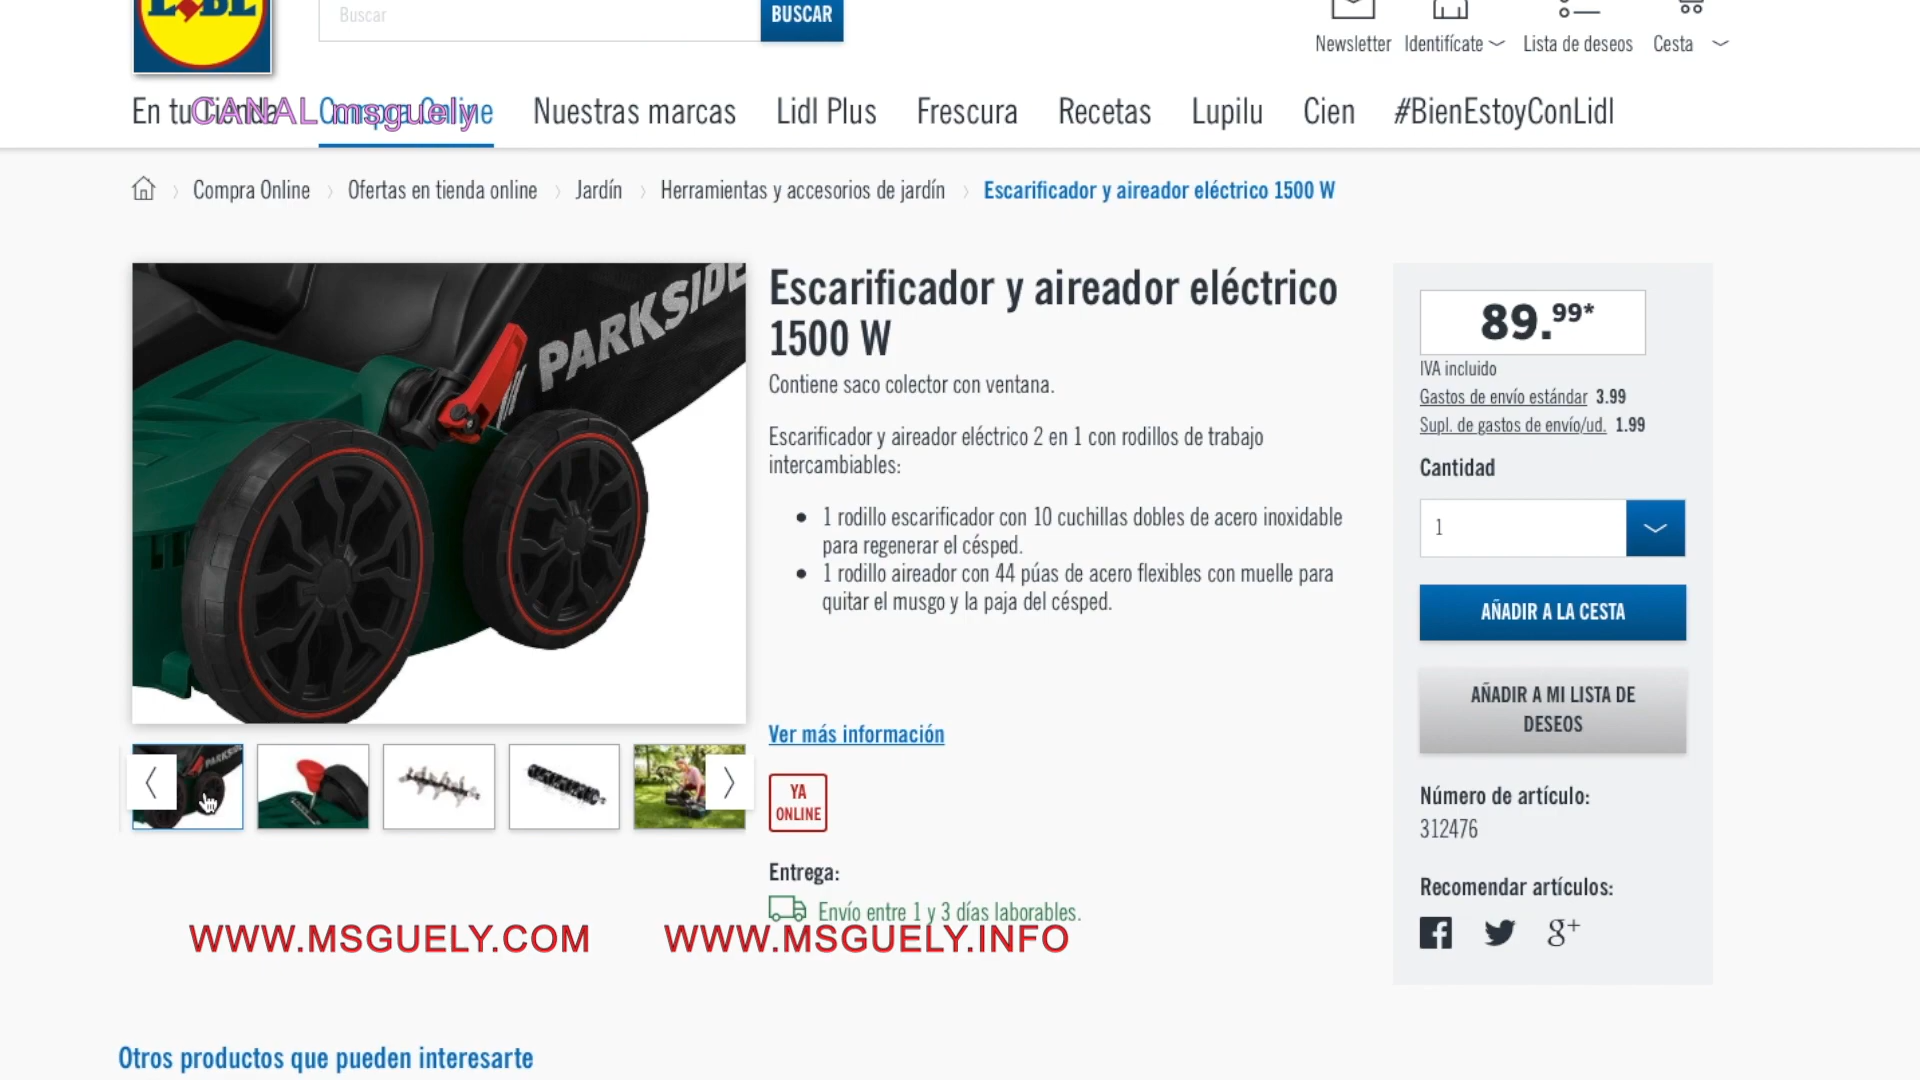 LIDL
Buscar
BUSCAR
Newsletter
Identifícate
Lista de deseos
Cesta
En tu tienda
Compra Online
CANAL msguely
Nuestras marcas
Lidl Plus
Frescura
Recetas
Lupilu
Cien
#BienEstoyConLidl
Compra Online
Ofertas en tienda online
Jardín
Herramientas y accesorios de jardín
Escarificador y aireador eléctrico 1500 W
PARKSIDE
Escarificador y aireador eléctrico
1500 W
Contiene saco colector con ventana.
Escarificador y aireador eléctrico 2 en 1 con rodillos de trabajo
intercambiables:
1 rodillo escarificador con 10 cuchillas dobles de acero inoxidable
para regenerar el césped.
1 rodillo aireador con 44 púas de acero flexibles con muelle para
quitar el musgo y la paja del césped.
Ver más información
YA
ONLINE
Entrega:
Envío entre 1 y 3 días laborables.
89.99*
IVA incluido
Gastos de envío estándar 3.99
Supl. de gastos de envío/ud. 1.99
Cantidad
1
AÑADIR A LA CESTA
AÑADIR A MI LISTA DE
DESEOS
Número de artículo:
312476
Recomendar artículos:
g+
PARKSIDE
WWW.MSGUELY.COM
WWW.MSGUELY.INFO
Otros productos que pueden interesarte